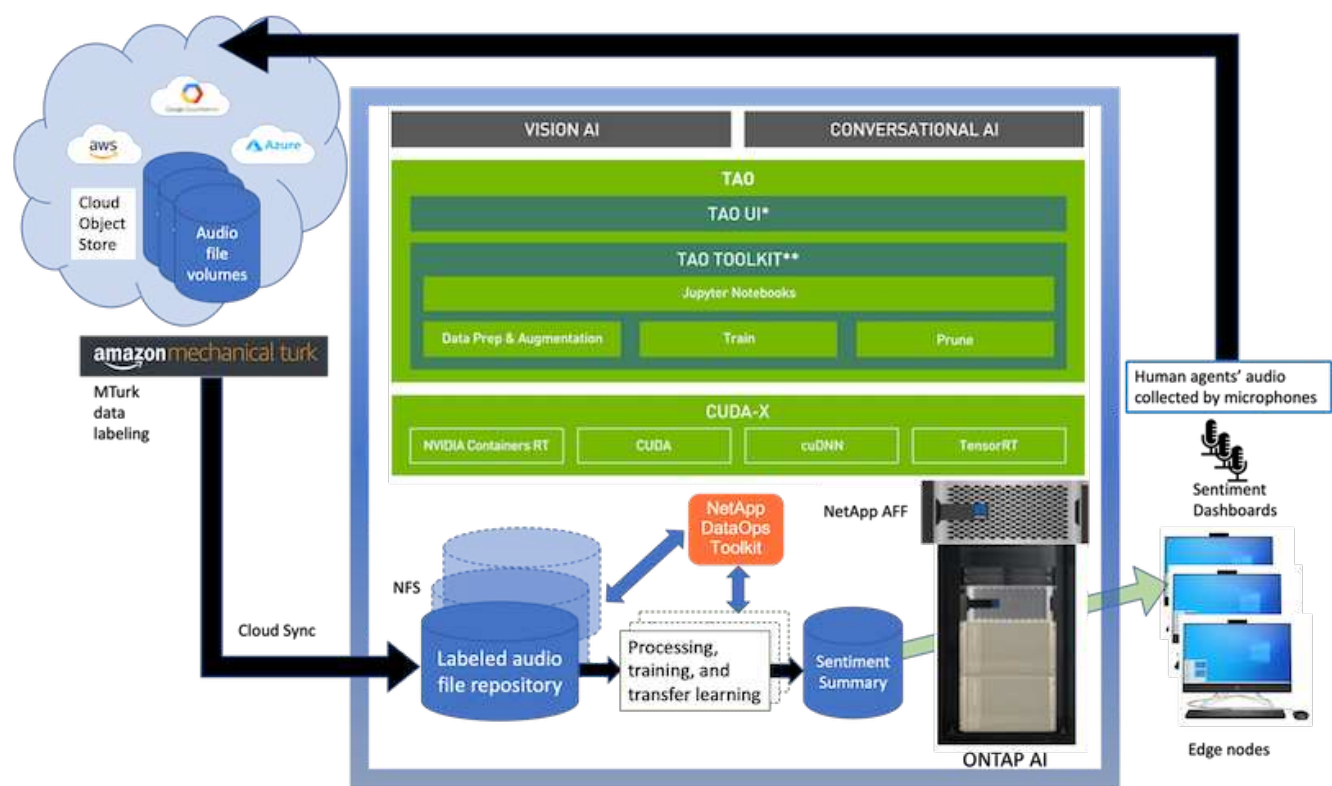 aws
Azure
Cloud
Object
Store
Audio
file
volumes
amazon mechanical turk
MTurk
data
labeling
Cloud Sync
VISION AI
CONVERSATIONAL AI
TAO
TAO UI*
TAO TOOLKIT**
Jupyter Notebooks
Data Prep & Augmentation
Train
Prune
CUDA-X
NVIDIA Containers RT
CUDA
cuDNN
TensorRT
NetApp
DataOps
Toolkit
NetApp AFF
NFS
Labeled audio
file repository
Processing,
training, and
transfer learning
Sentiment
Summary
ONTAP AI
Human agents’ audio
collected by microphones
Sentiment
Dashboards
Edge nodes